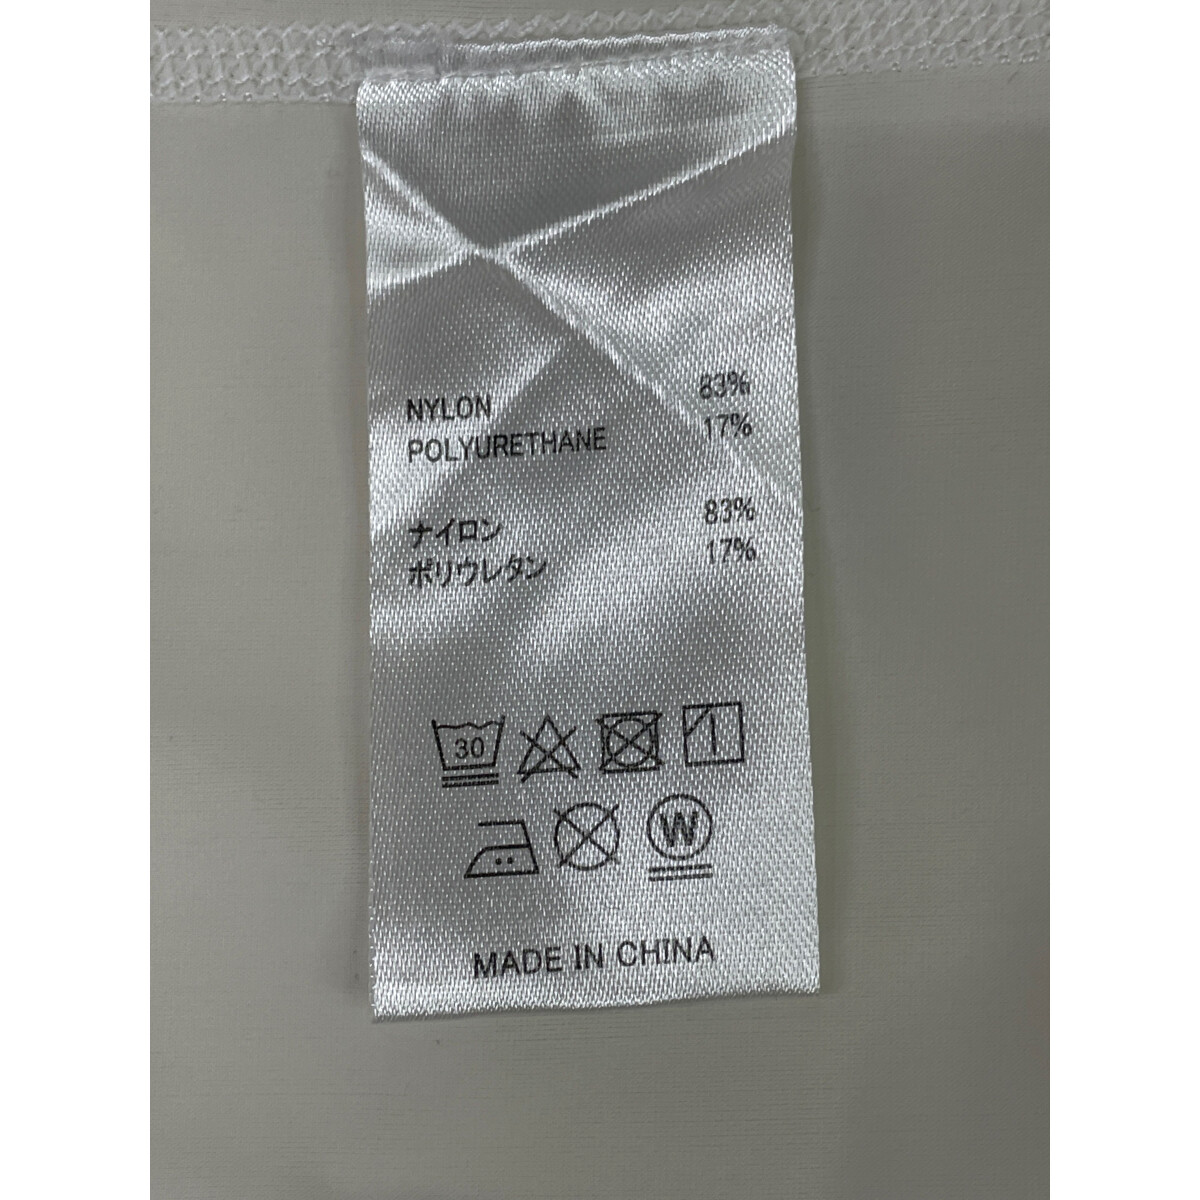 NYLON 83%
POLYURETHANE 17%
ナイロン 83%
ポリウレタン 17%
30
W
MADE IN CHINA